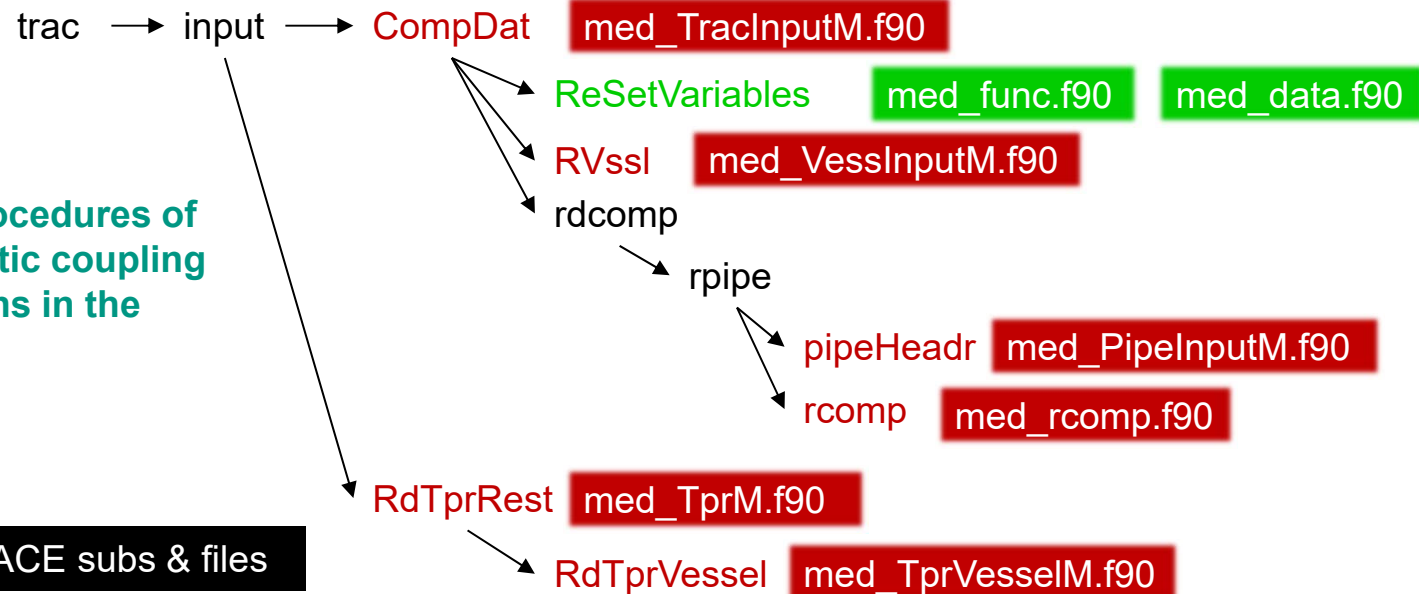 trac input CompDat med_TracInputM.f90
ReSetVariables med_func.f90 med_data.f90
RVssl med_VessInputM.f90
rdcomp
ocedures of
tic coupling
ns in the
rpipe
pipeHeadr med_PipeInputM.f90
rcomp med_rcomp.f90
RdTprRest med_TprM.f90
ACE subs & files
RdTprVessel med_TprVesselM.f90